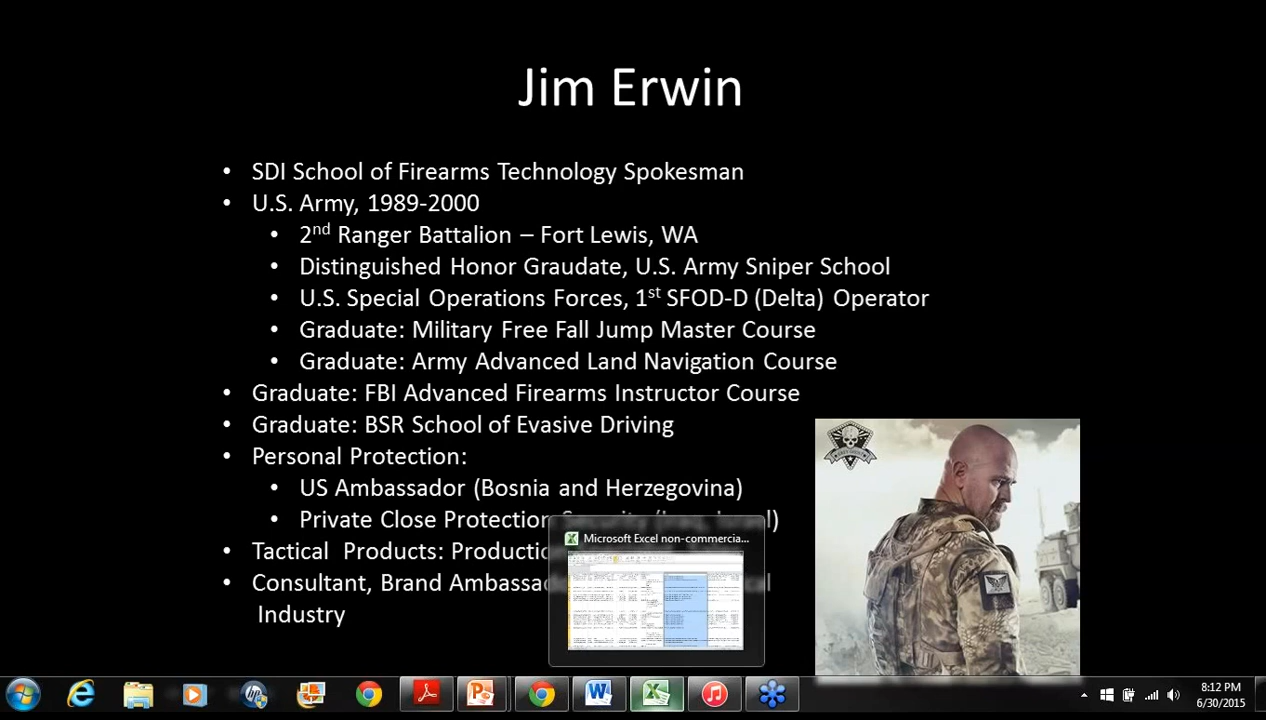 Jim Erwin
• SDI School of Firearms Technology Spokesman
• U.S. Army, 1989-2000
• 2nd Ranger Battalion – Fort Lewis, WA
• Distinguished Honor Graudate, U.S. Army Sniper School
• U.S. Special Operations Forces, 1st SFOD-D (Delta) Operator
• Graduate: Military Free Fall Jump Master Course
• Graduate: Army Advanced Land Navigation Course
• Graduate: FBI Advanced Firearms Instructor Course
• Graduate: BSR School of Evasive Driving
• Personal Protection:
• US Ambassador (Bosnia and Herzegovina)
• Private Close Protection Security (Iraq, Israel)
Microsoft Excel non-commercia...
• Tactical Products:
• Consultant, Brand
Industry
8:12 PM
6/30/2015